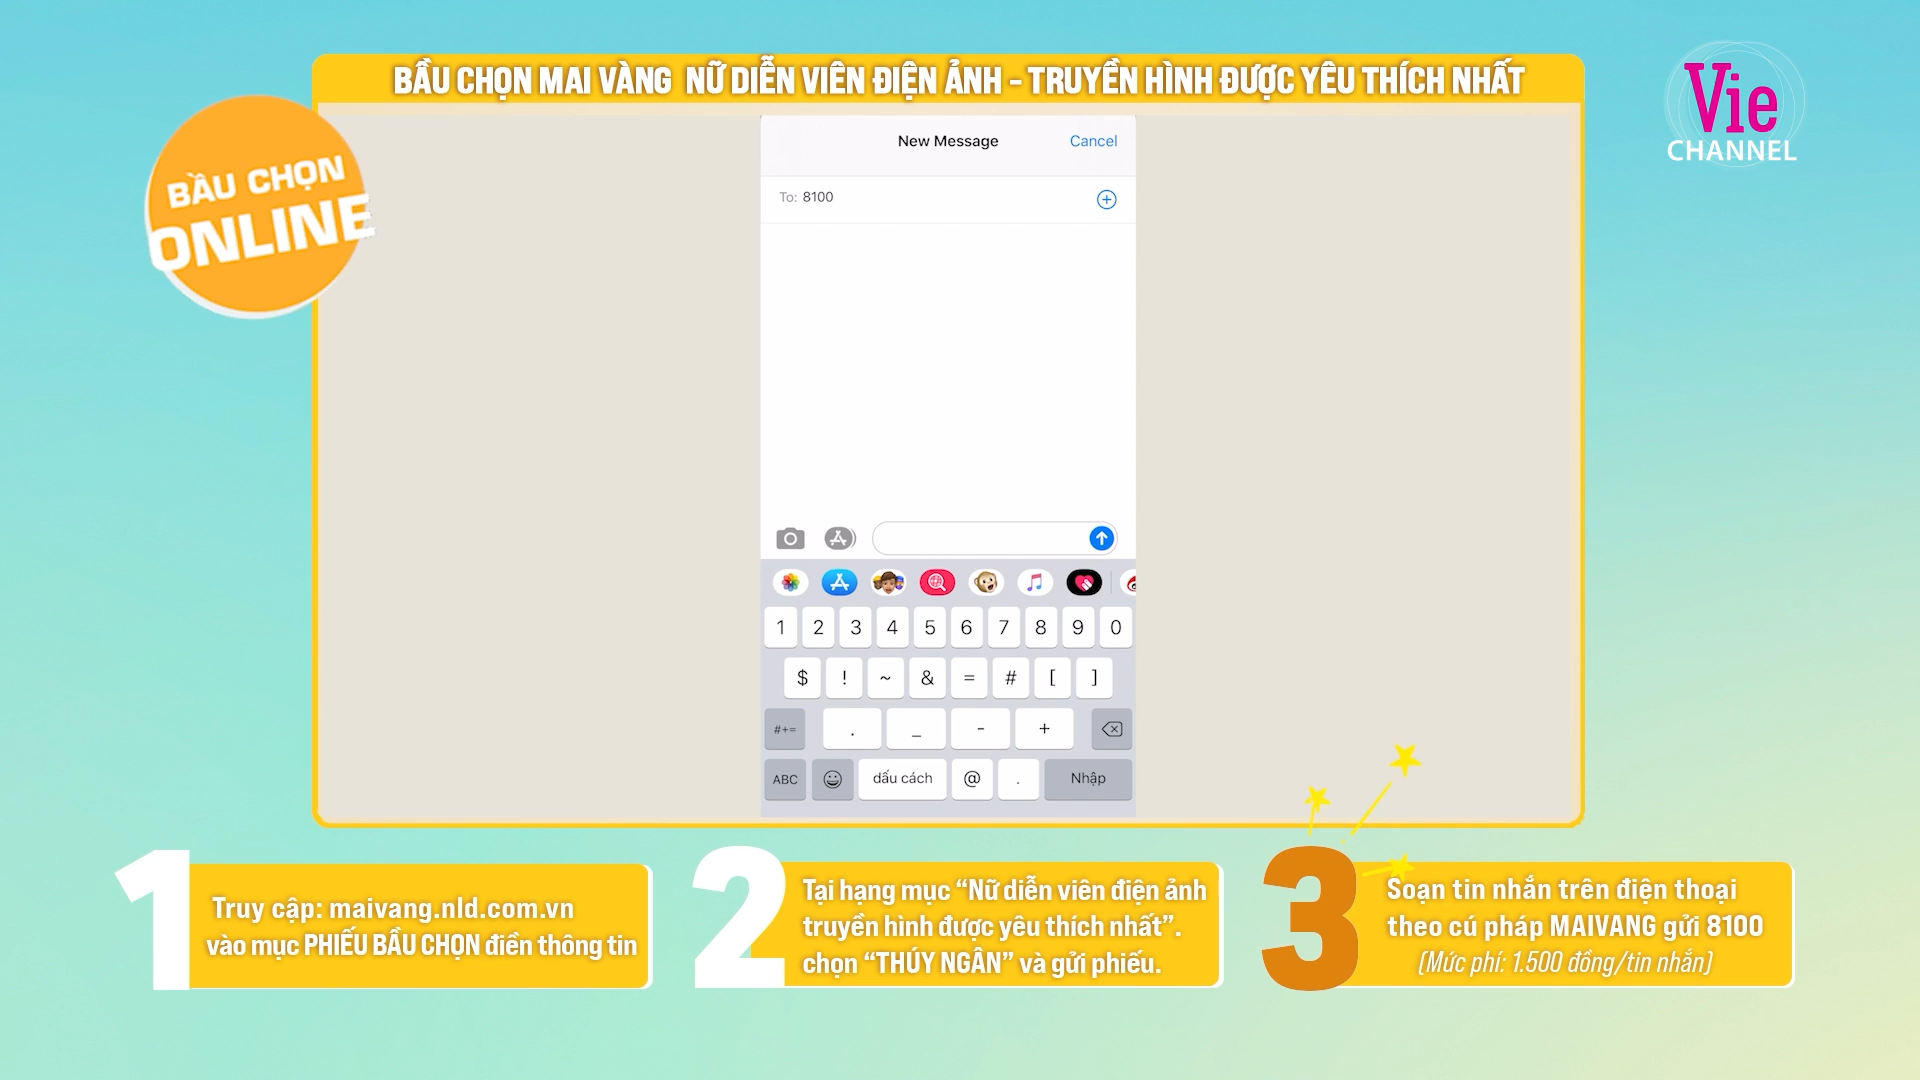 BẦU CHỌN MAI VÀNG NỮ DIỄN VIÊN ĐIỆN ẢNH - TRUYỀN HÌNH ĐƯỢC YÊU THÍCH NHẤT
Vie
CHANNEL
BẦU CHỌN
ONLINE
New Message
Cancel
To: 8100
1 2 3 4 5 6 7 8 9 0
$ ! ~ & = # [ ]
#+= . _ - +
ABC dấu cách @ . Nhập
1
Truy cập: maivang.nld.com.vn
vào mục PHIẾU BẦU CHỌN điền thông tin
2
Tại hạng mục “Nữ diễn viên điện ảnh
truyền hình được yêu thích nhất”.
chọn “THÚY NGÂN” và gửi phiếu.
3
Soạn tin nhắn trên điện thoại
theo cú pháp MAIVANG gửi 8100
(Mức phí: 1.500 đồng/tin nhắn)